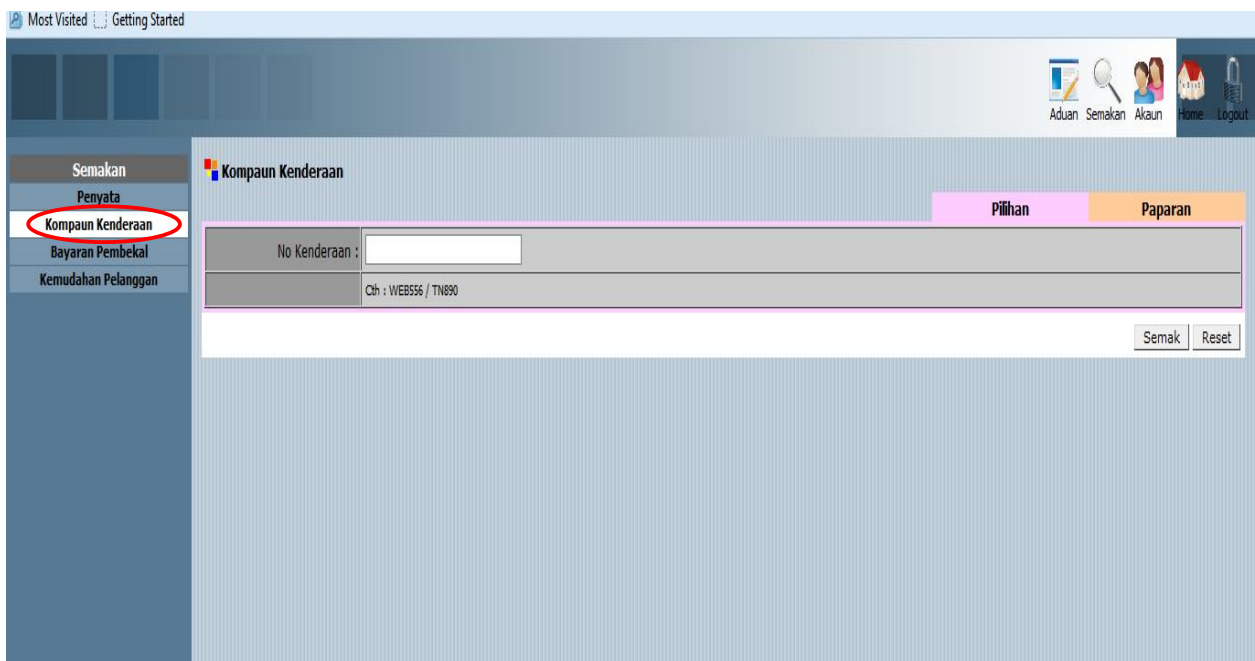 Most Visited Getting Started
Aduan Semakan Akaun Home Logout
Semakan
Penyata
Kompaun Kenderaan
Bayaran Pembekal
Kemudahan Pelanggan
Kompaun Kenderaan
Pilihan Paparan
No Kenderaan :
Cth : WEB556 / TN890
Semak Reset